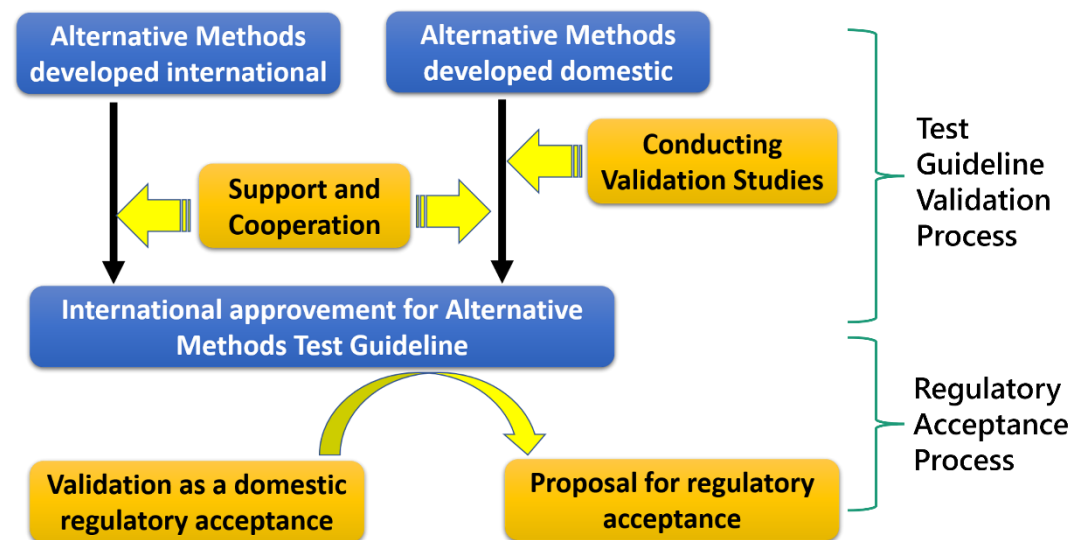 Alternative Methods
developed international
Alternative Methods
developed domestic
Conducting
Validation Studies
Support and
Cooperation
Test
Guideline
Validation
Process
International approvement for Alternative
Methods Test Guideline
Regulatory
Acceptance
Process
Validation as a domestic
regulatory acceptance
Proposal for regulatory
acceptance